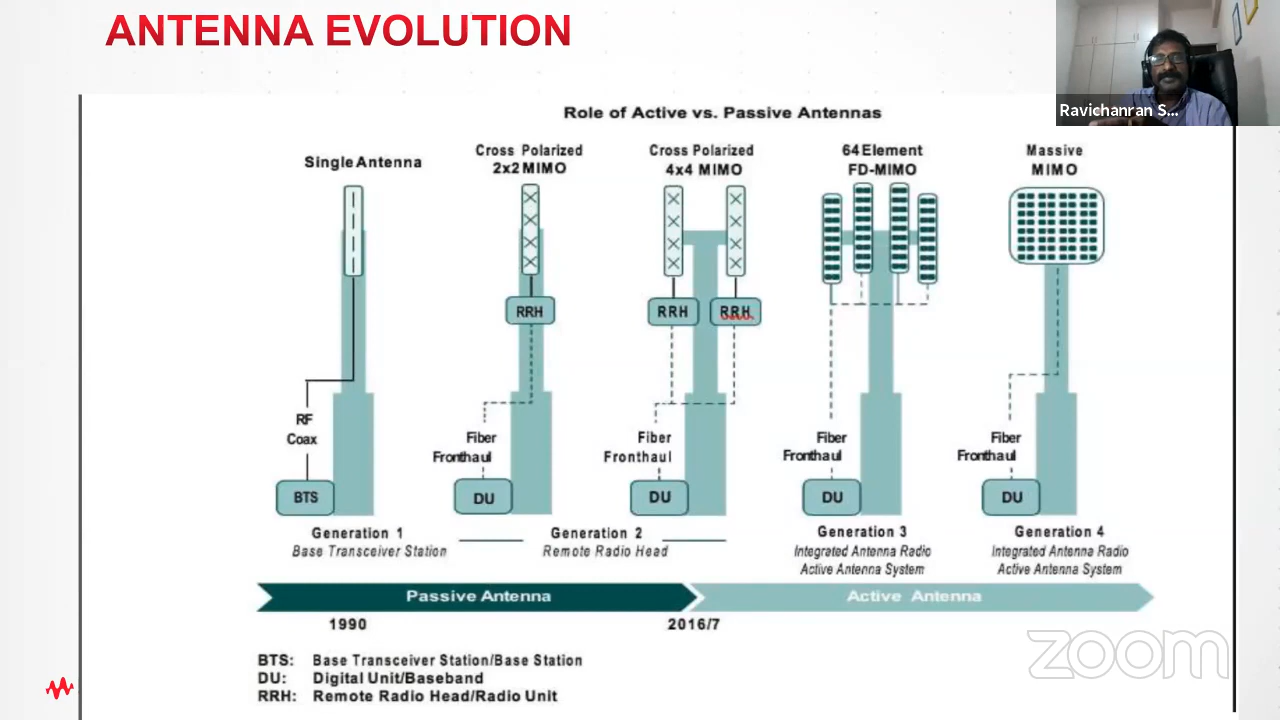 ANTENNA EVOLUTION
Ravichanran S...
Role of Active vs. Passive Antennas
Single Antenna
Cross Polarized
2x2 MIMO
Cross Polarized
4x4 MIMO
64 Element
FD-MIMO
Massive
MIMO
RRH
RRH
RRH
RF
Coax
Fiber
Fronthaul
Fiber
Fronthaul
Fiber
Fronthaul
Fiber
Fronthaul
BTS
DU
DU
DU
DU
Generation 1
Base Transceiver Station
Generation 2
Remote Radio Head
Generation 3
Integrated Antenna Radio
Active Antenna System
Generation 4
Integrated Antenna Radio
Active Antenna System
Passive Antenna
Active Antenna
1990
2016/7
BTS: Base Transceiver Station/Base Station
DU: Digital Unit/Baseband
RRH: Remote Radio Head/Radio Unit
zoom